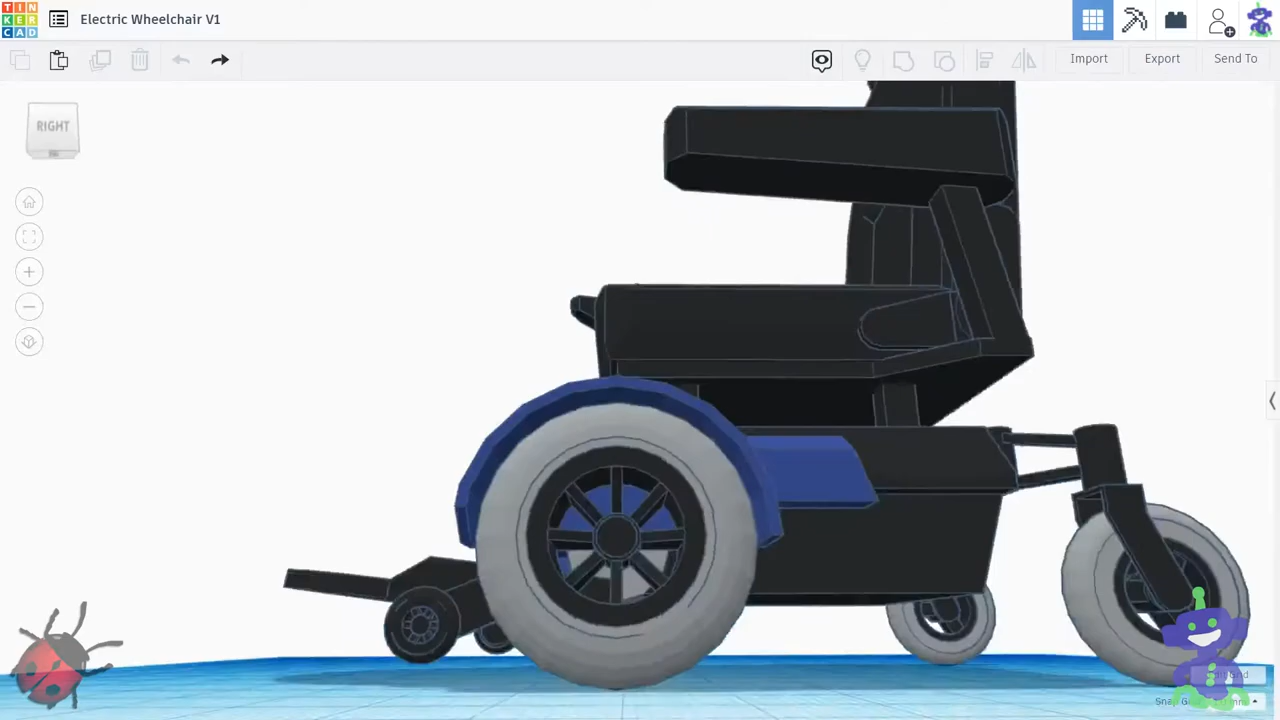 TIN
KER
CAD
Electric Wheelchair V1
Import
Export
Send To
RIGHT